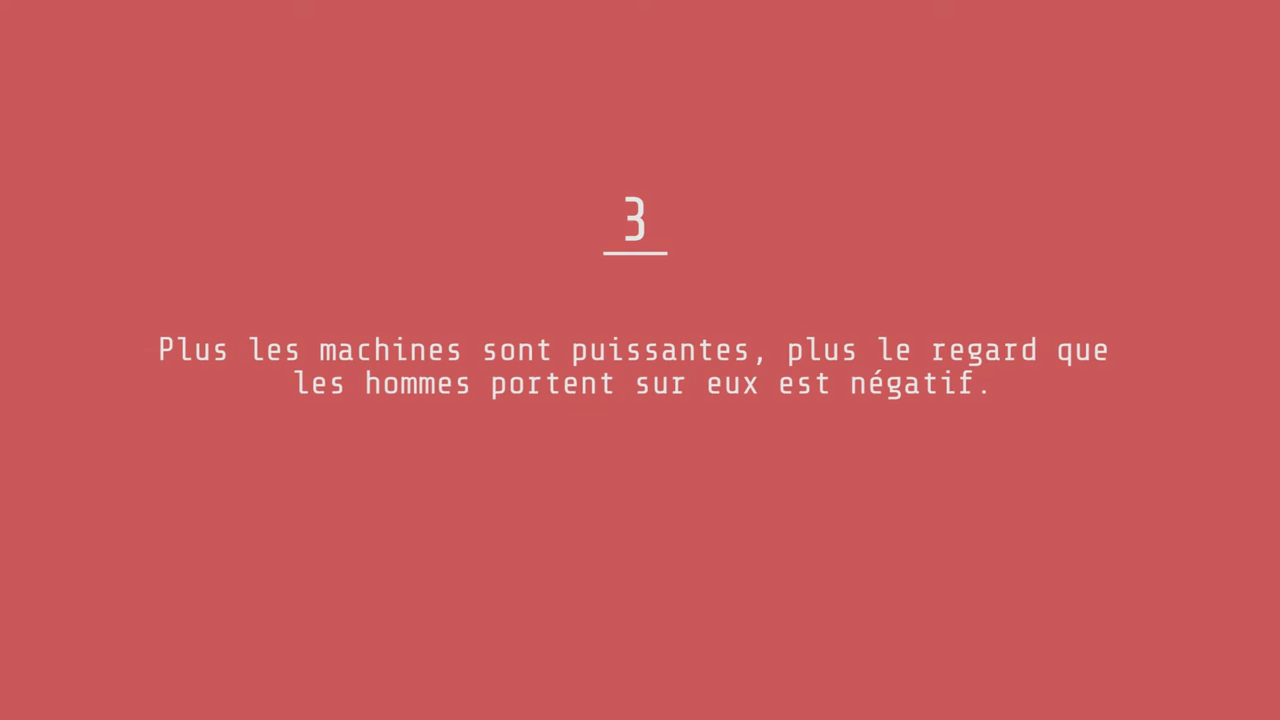 3
Plus les machines sont puissantes, plus le regard que
les hommes portent sur eux est négatif.